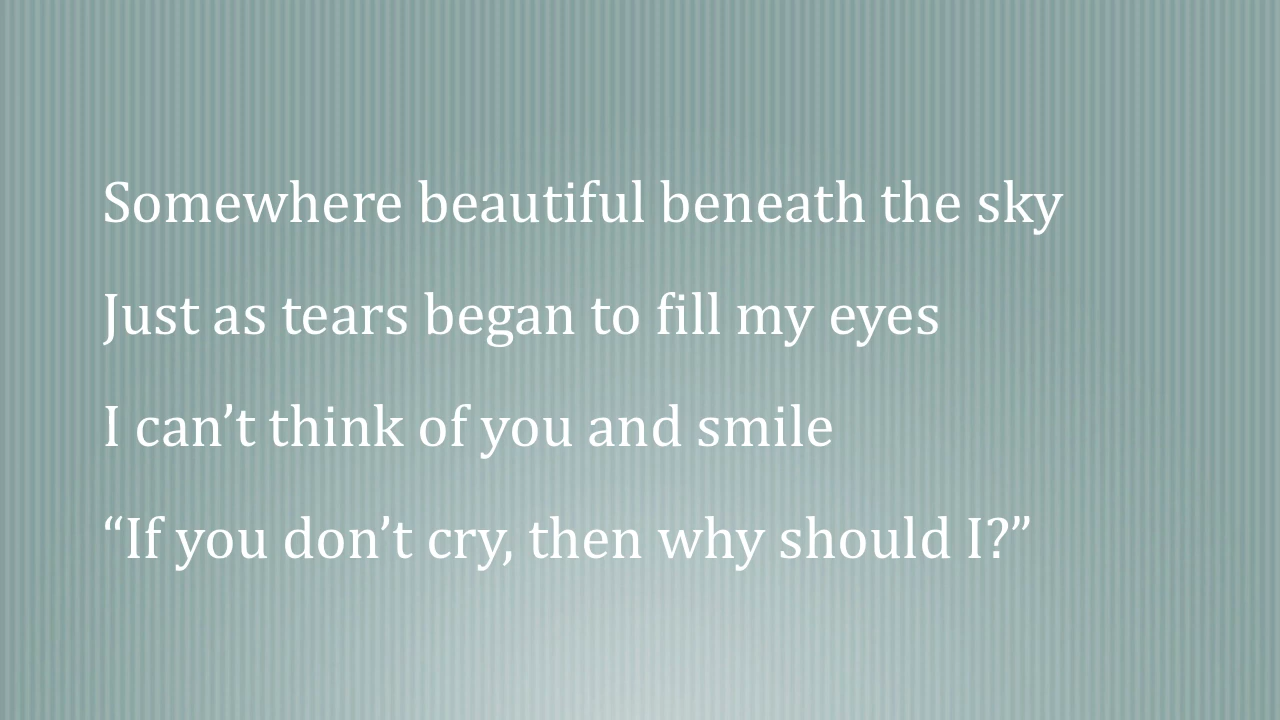 Somewhere beautiful beneath the sky
Just as tears began to fill my eyes
I can’t think of you and smile
“If you don’t cry, then why should I?”